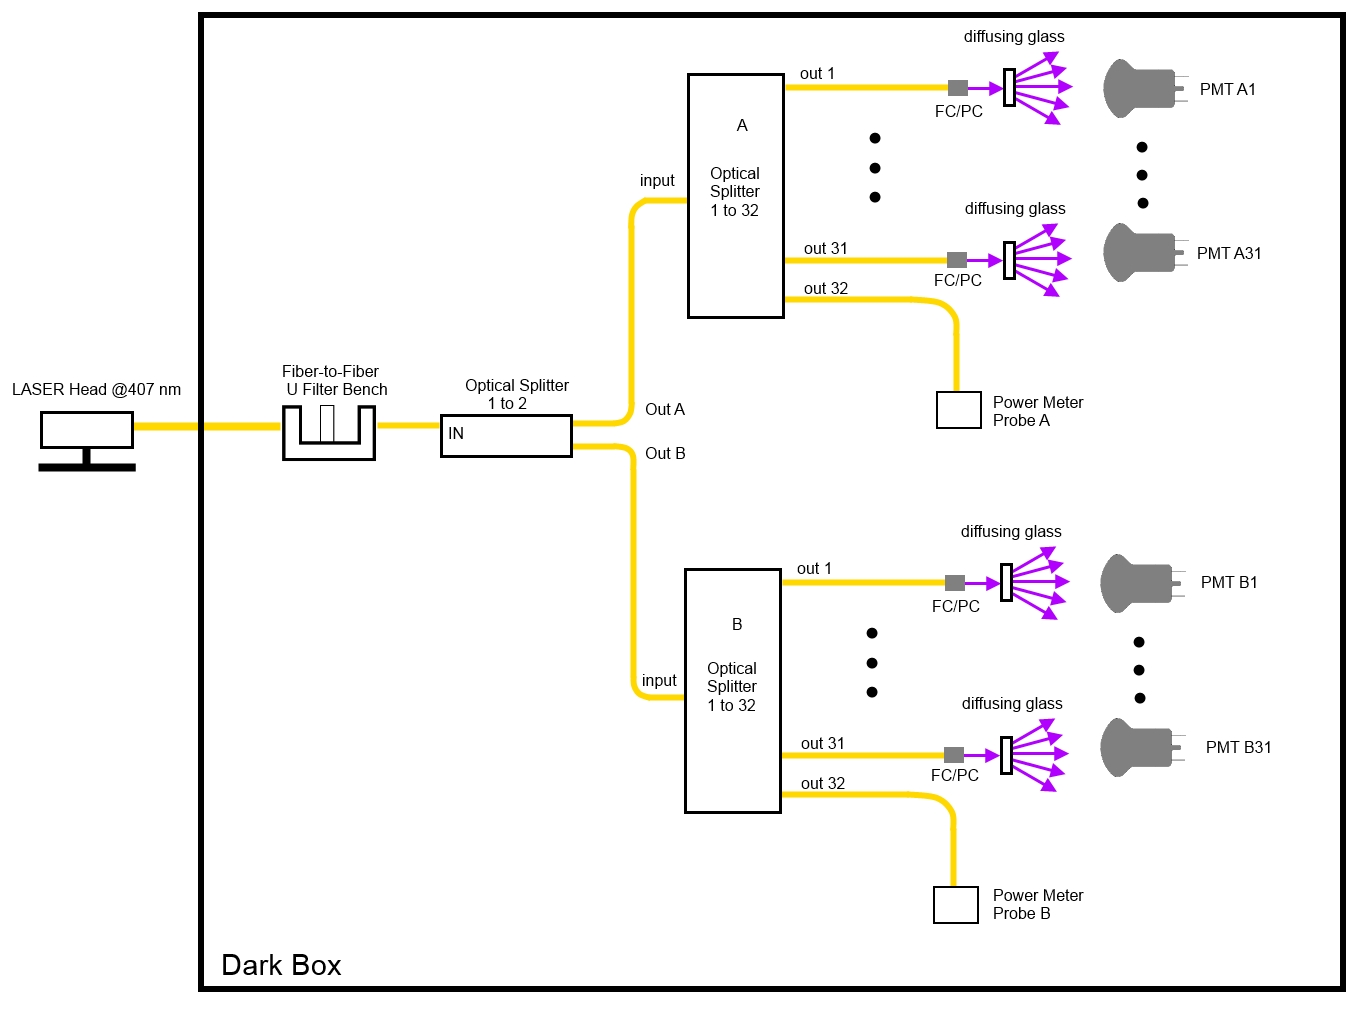 diffusing glass
out 1
PMT A1
FC/PC
A
Optical
Splitter
1 to 32
input
diffusing glass
out 31
PMT A31
FC/PC
out 32
Power Meter
Probe A
LASER Head @407 nm
Fiber-to-Fiber
U Filter Bench
Optical Splitter
1 to 2
IN
Out A
Out B
diffusing glass
out 1
PMT B1
FC/PC
B
Optical
Splitter
1 to 32
input
diffusing glass
out 31
PMT B31
FC/PC
out 32
Power Meter
Probe B
Dark Box